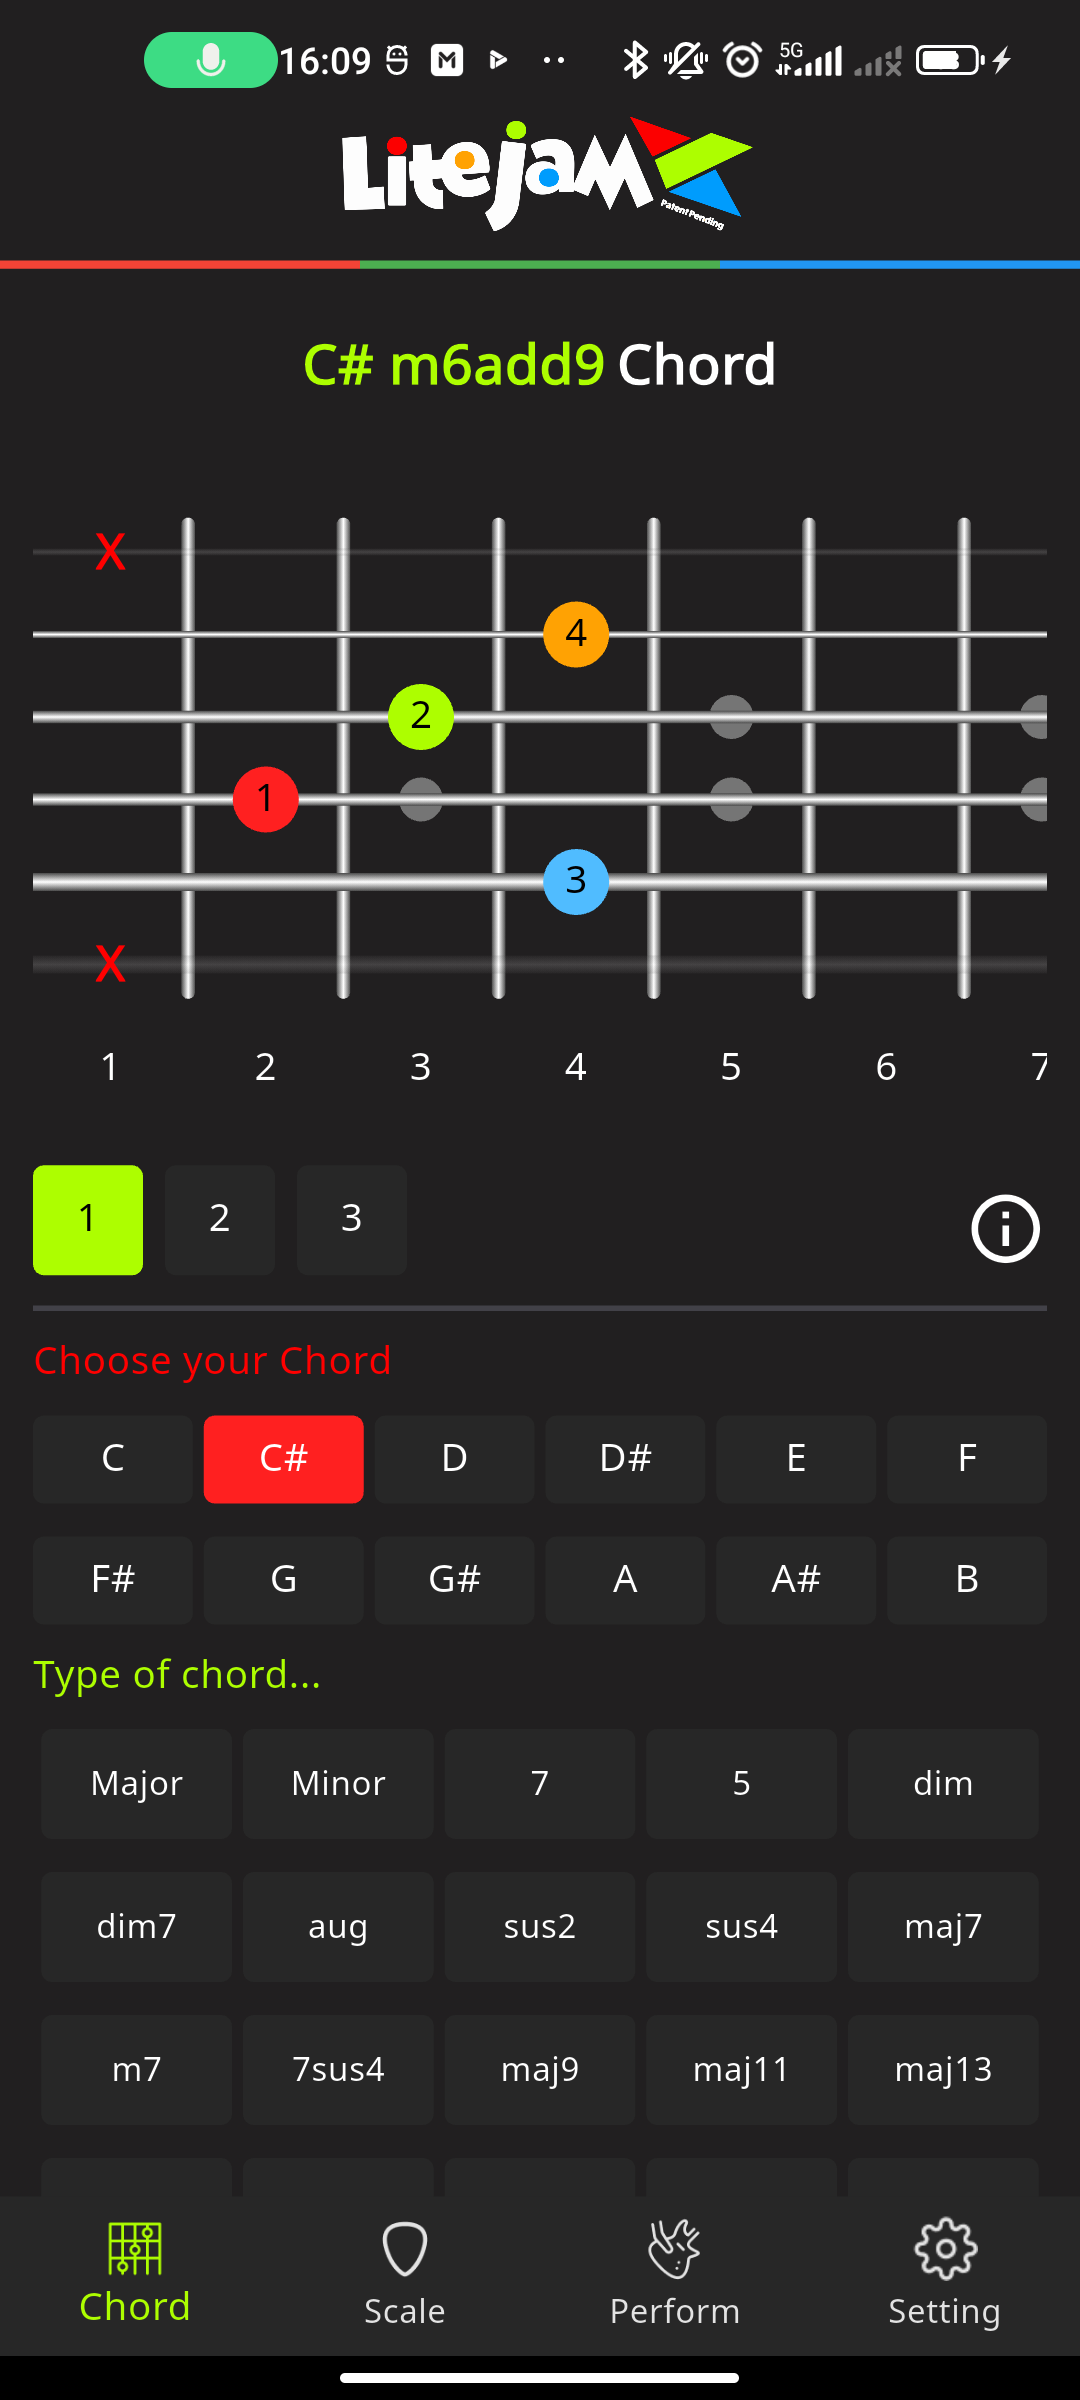 16:09 5G
LiteJam
Patent Pending
C# m6add9 Chord
X
4
2
1
3
X
1 2 3 4 5 6 7
1 2 3
Choose your Chord
C C# D D# E F
F# G G# A A# B
Type of chord...
Major Minor 7 5 dim
dim7 aug sus2 sus4 maj7
m7 7sus4 maj9 maj11 maj13
Chord Scale Perform Setting